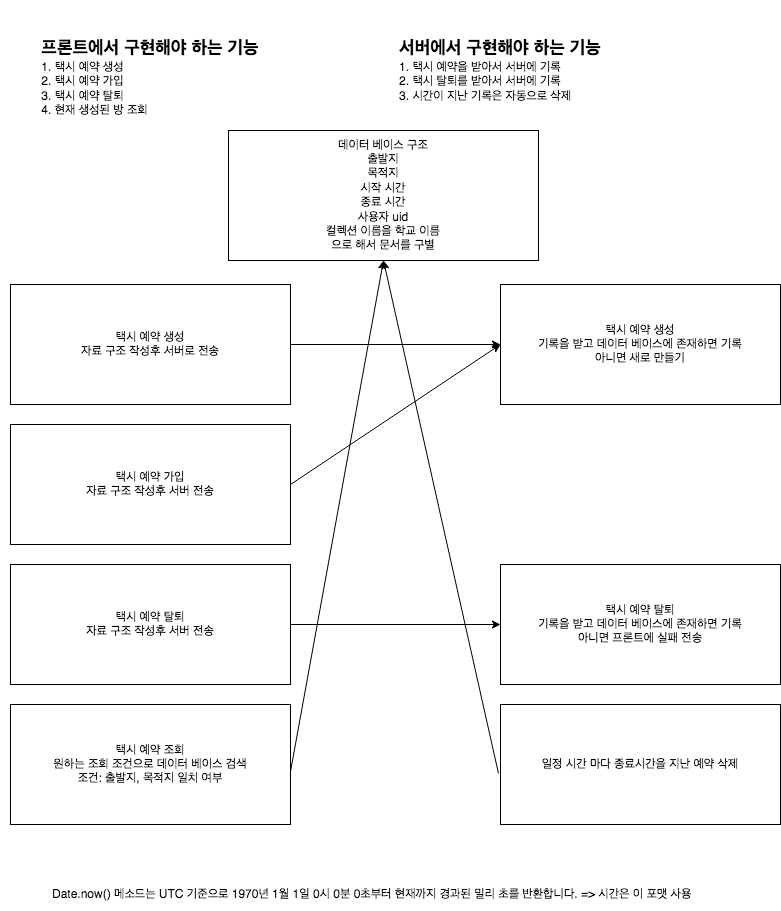 프론트에서 구현해야 하는 기능
1. 택시 예약 생성
2. 택시 예약 가입
3. 택시 예약 탈퇴
4. 현재 생성된 방 조회
서버에서 구현해야 하는 기능
1. 택시 예약을 받아서 서버에 기록
2. 택시 탈퇴를 받아서 서버에 기록
3. 시간이 지난 기록은 자동으로 삭제
데이터 베이스 구조
출발지
목적지
시작 시간
종료 시간
사용자 uid
컬렉션 이름을 학교 이름
으로 해서 문서를 구별
택시 예약 생성
자료 구조 작성후 서버로 전송
택시 예약 생성
기록을 받고 데이터 베이스에 존재하면 기록
아니면 새로 만들기
택시 예약 가입
자료 구조 작성후 서버 전송
택시 예약 탈퇴
자료 구조 작성후 서버 전송
택시 예약 탈퇴
기록을 받고 데이터 베이스에 존재하면 기록
아니면 프론트에 실패 전송
택시 예약 조회
원하는 조회 조건으로 데이터 베이스 검색
조건: 출발지, 목적지 일치 여부
일정 시간 마다 종료시간을 지난 예약 삭제
Date.now() 메소드는 UTC 기준으로 1970년 1월 1일 0시 0분 0초부터 현재까지 경과된 밀리 초를 반환합니다. => 시간은 이 포맷 사용